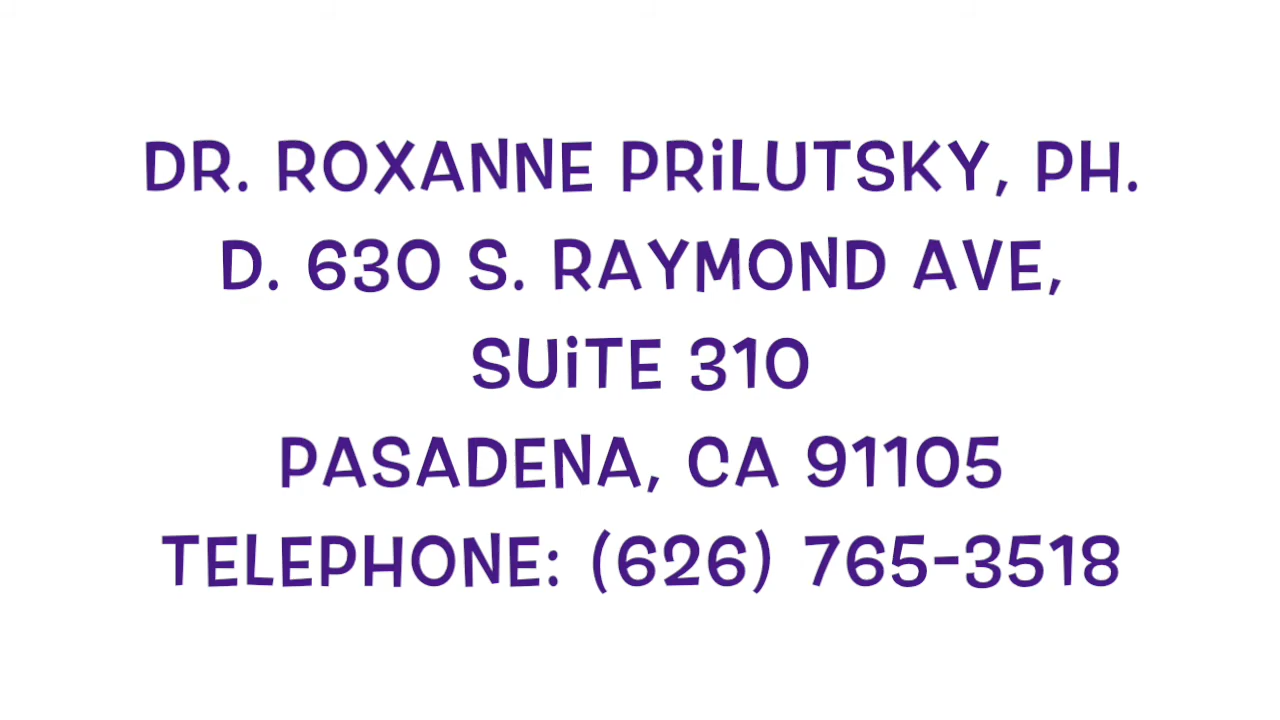 DR. ROXANNE PRiLUTSKY, PH.
D. 630 S. RAYMOND AVE,
SUiTE 310
PASADENA, CA 91105
TELEPHONE: (626) 765-3518